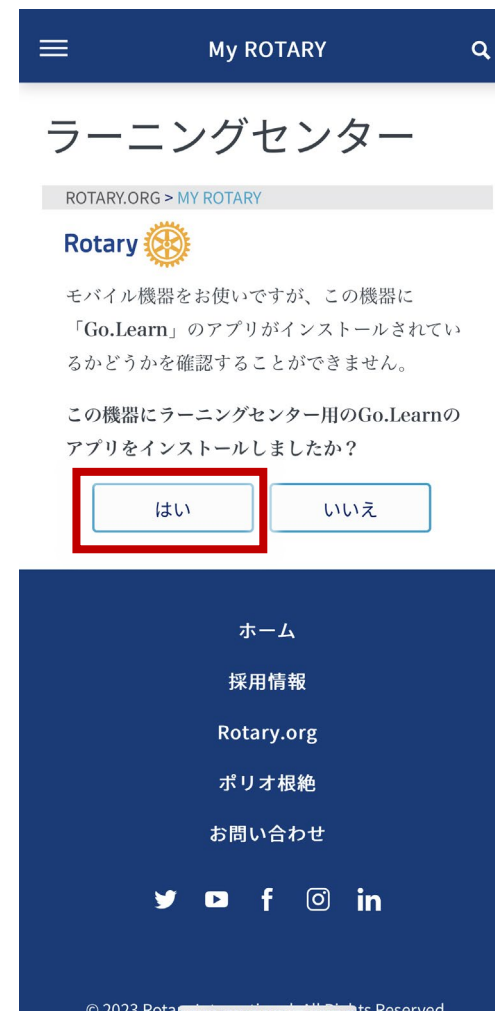 My ROTARY
ラーニングセンター
ROTARY.ORG > MY ROTARY
Rotary
モバイル機器をお使いですが、この機器に
「Go.Learn」のアプリがインストールされてい
るかどうかを確認することができません。
この機器にラーニングセンター用のGo.Learnの
アプリをインストールしましたか？
はい
いいえ
ホーム
採用情報
Rotary.org
ポリオ根絶
お問い合わせ
© 2023 Reserved